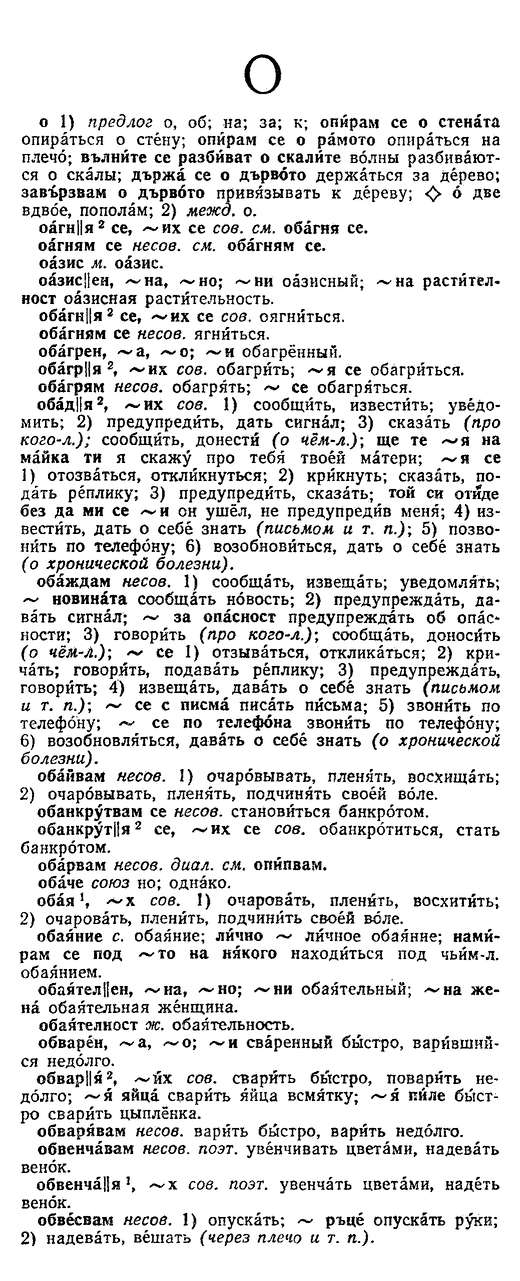 О
о 1) предлог о, об; на; за; к; опи́рам се о стена́та
опира́ться о сте́ну; опи́рам се о ра́мото опира́ться на
плечо́; вълни́те се разби́ват о скали́те во́лны разбива́ют-
ся о ска́лы; държа́ се о дърво́то держа́ться за де́рево;
завъ́рзвам о дърво́то привя́зывать к де́реву; ◇ о́ две
вдво́е, попола́м; 2) межд. о.
оа́гн||я ² се, ~их се сов. см. оба́гня се.
оа́гням се несов. см. оба́гням се.
оа́зис м. оа́зис.
оа́зис||ен, ~на, ~но; ~ни оа́зисный; ~на расти́тел-
ност оа́зисная расти́тельность.
оба́гн||я ² се, ~их се сов. оягни́ться.
оба́гням се несов. ягни́ться.
оба́грен, ~а, ~о; ~и обагрённый.
оба́гр||я ², ~их сов. обагри́ть; ~я се обагри́ться.
оба́грям несов. обагря́ть; ~ се обагря́ться.
оба́д||я ², ~их сов. 1) сообщи́ть, извести́ть; уве́до-
мить; 2) предупреди́ть, дать сигна́л; 3) сказа́ть (про
кого-л.); сообщи́ть, донести́ (о чём-л.); ще те ~я на
ма́йка ти я скажу́ про тебя́ твое́й ма́тери; ~я се
1) отозва́ться, откли́кнуться; 2) кри́кнуть; сказа́ть, по-
да́ть ре́плику; 3) предупреди́ть, сказа́ть; той си оти́де
без да ми се ~и он ушёл, не предупреди́в меня́; 4) из-
вести́ть, дать о себе́ знать (письмом и т. п.); 5) позво-
ни́ть по телефо́ну; 6) возобнови́ться, дать о себе́ знать
(о хронической болезни).
оба́ждам несов. 1) сообща́ть, извеща́ть; уведомля́ть;
~ новина́та сообща́ть но́вость; 2) предупрежда́ть, да-
ва́ть сигна́л; ~ за опа́сност предупрежда́ть об опа́с-
ности; 3) говори́ть (про кого-л.); сообща́ть, доноси́ть
(о чём-л.); ~ се 1) отзыва́ться, отклика́ться; 2) кри-
ча́ть; говори́ть, подава́ть ре́плику; 3) предупрежда́ть,
говори́ть; 4) извеща́ть, дава́ть о себе́ знать (письмом
и т. п.); ~ се с писма́ писа́ть пи́сьма; 5) звони́ть по
телефо́ну; ~ се по телефо́на звони́ть по телефо́ну;
6) возобновля́ться, дава́ть о себе́ знать (о хронической
болезни).
оба́йвам несов. 1) очаро́вывать, пленя́ть, восхища́ть;
2) очаро́вывать, пленя́ть, подчиня́ть свое́й во́ле.
обанкру́твам се несов. станови́ться банкро́том.
обанкру́т||я ² се, ~их се сов. обанкро́титься, стать
банкро́том.
оба́рвам несов. диал. см. опи́пвам.
оба́че союз но; одна́ко.
оба́я ¹, ~х сов. 1) очарова́ть, плени́ть, восхити́ть;
2) очарова́ть, плени́ть, подчини́ть свое́й во́ле.
обая́ние с. обая́ние; ли́чно ~ ли́чное обая́ние; нами́-
рам се под ~то на ня́кого находи́ться под чьим-л.
обая́нием.
обая́тел||ен, ~на, ~но; ~ни обая́тельный; ~на же-
на́ обая́тельная же́нщина.
обая́телност ж. обая́тельность.
обваре́н, ~а, ~о; ~и сва́ренный бы́стро, вари́вший-
ся недо́лго.
обвар||я́ ², ~и́х сов. свари́ть бы́стро, повари́ть не-
до́лго; ~я́ яйца́ свари́ть я́йца всмя́тку; ~я́ пи́ле бы́ст-
ро свари́ть цыплёнка.
обваря́вам несов. вари́ть бы́стро, вари́ть недо́лго.
обвенча́вам несов. поэт. уве́нчивать цвета́ми, надева́ть
вено́к.
обвенча́||я ¹, ~х сов. поэт. увенча́ть цвета́ми, наде́ть
вено́к.
обве́свам несов. 1) опуска́ть; ~ ръце́ опуска́ть ру́ки;
2) надева́ть, ве́шать (через плечо и т. п.).